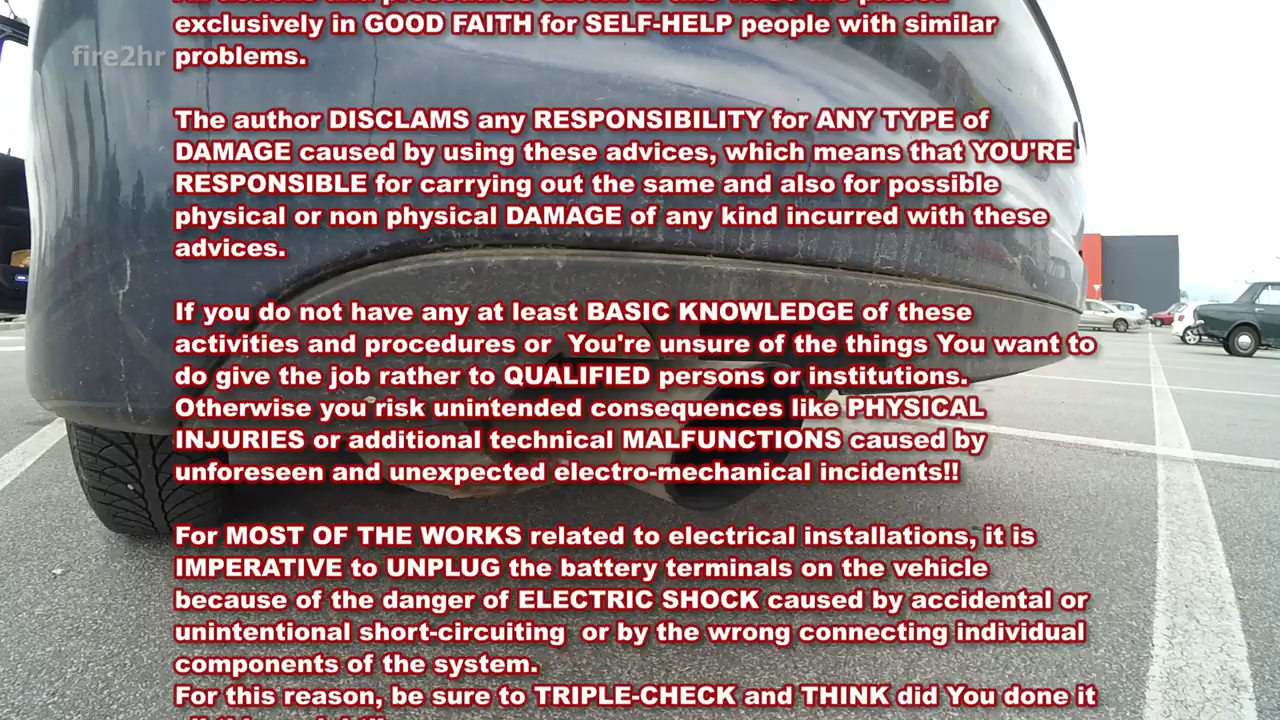 exclusively in GOOD FAITH for SELF-HELP people with similar
fire2hr
problems.
The author DISCLAMS any RESPONSIBILITY for ANY TYPE of
DAMAGE caused by using these advices, which means that YOU'RE
RESPONSIBLE for carrying out the same and also for possible
physical or non physical DAMAGE of any kind incurred with these
advices.
If you do not have any at least BASIC KNOWLEDGE of these
activities and procedures or You're unsure of the things You want to
do give the job rather to QUALIFIED persons or institutions.
Otherwise you risk unintended consequences like PHYSICAL
INJURIES or additional technical MALFUNCTIONS caused by
unforeseen and unexpected electro-mechanical incidents!!
For MOST OF THE WORKS related to electrical installations, it is
IMPERATIVE to UNPLUG the battery terminals on the vehicle
because of the danger of ELECTRIC SHOCK caused by accidental or
unintentional short-circuiting or by the wrong connecting individual
components of the system.
For this reason, be sure to TRIPLE-CHECK and THINK did You done it